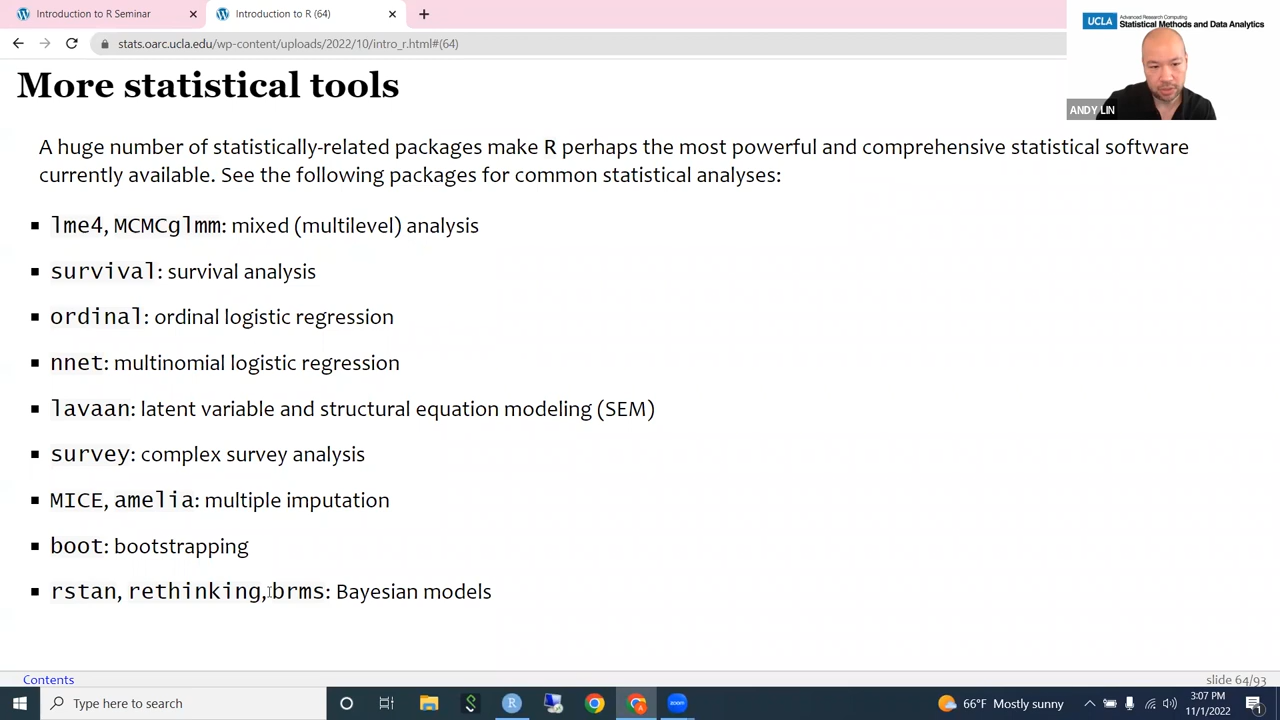 Introduction to R Seminar
Introduction to R (64)
stats.oarc.ucla.edu/wp-content/uploads/2022/10/intro_r.html#(64)
UCLA Advanced Research Computing
Statistical Methods and Data Analytics
ANDY LIN
More statistical tools
A huge number of statistically-related packages make R perhaps the most powerful and comprehensive statistical software
currently available. See the following packages for common statistical analyses:
lme4, MCMCglmm: mixed (multilevel) analysis
survival: survival analysis
ordinal: ordinal logistic regression
nnet: multinomial logistic regression
lavaan: latent variable and structural equation modeling (SEM)
survey: complex survey analysis
MICE, amelia: multiple imputation
boot: bootstrapping
rstan, rethinking, brms: Bayesian models
Contents
slide 64/93
Type here to search
zoom
66°F Mostly sunny
3:07 PM
11/1/2022
1